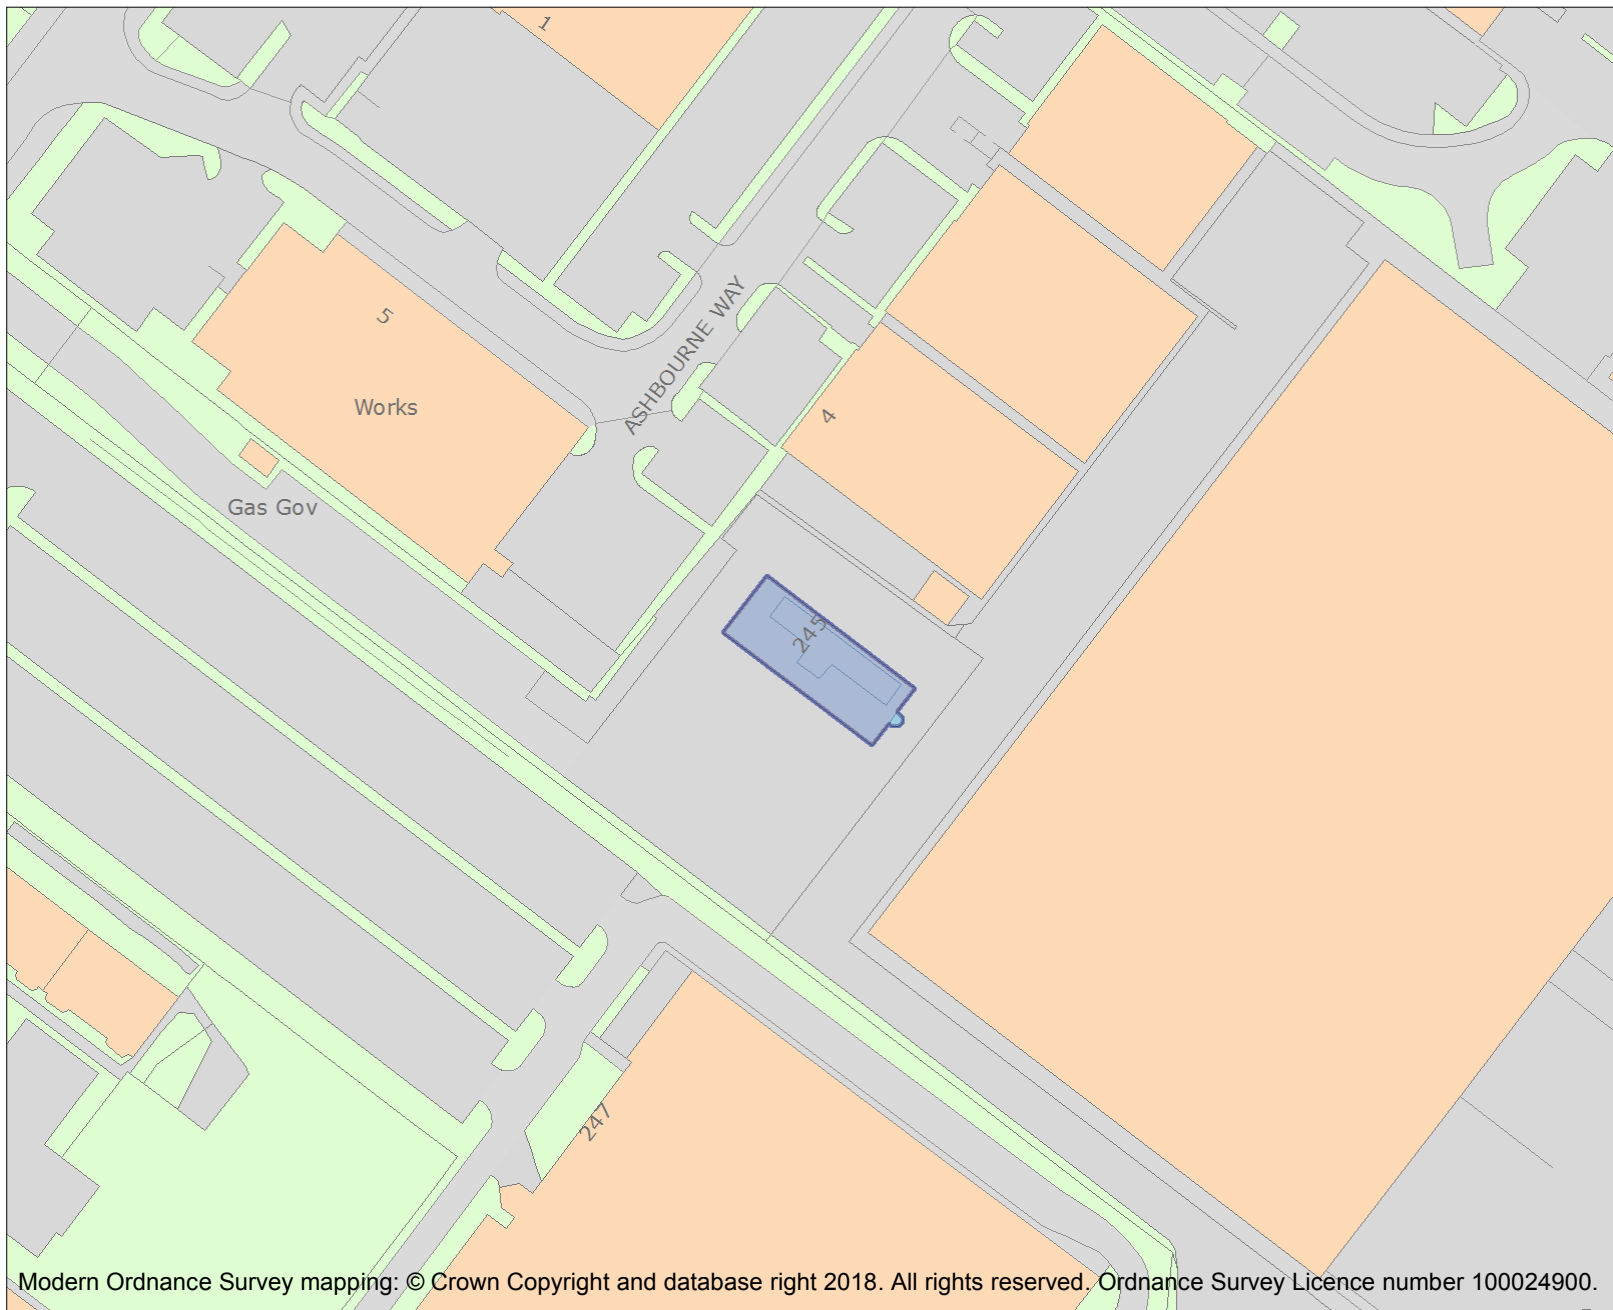 1
5
ASHBOURNE WAY
Works
4
Gas Gov
245
247
Modern Ordnance Survey mapping: © Crown Copyright and database right 2018. All rights reserved. Ordnance Survey Licence number 100024900.